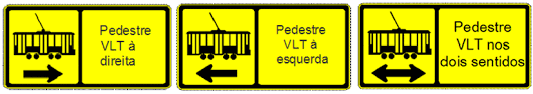 Pedestre
VLT à
direita
Pedestre
VLT à
esquerda
Pedestre
VLT nos
dois sentidos